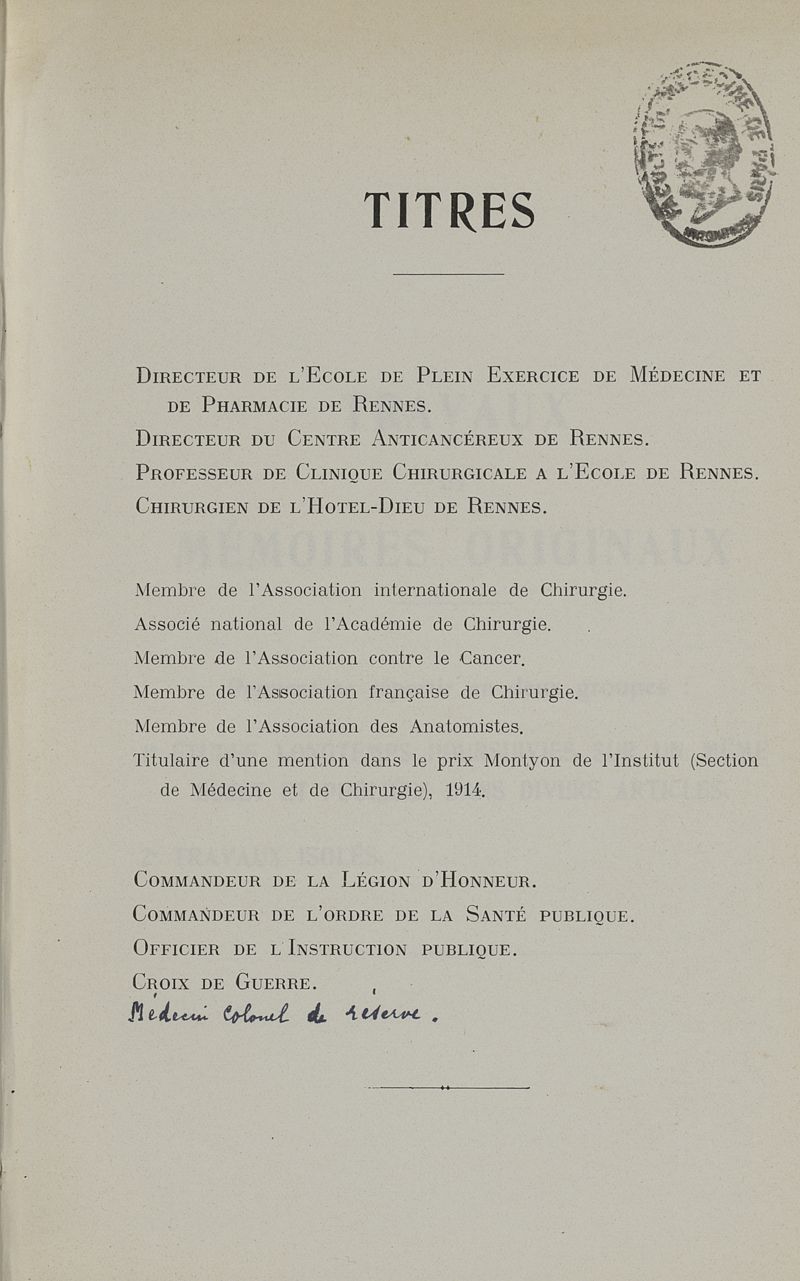 TITRES
DIRECTEUR DE L'ECOLE DE PLEIN EXERCICE DE MÉDECINE ET
DE PHARMACIE DE RENNES.
DIRECTEUR DU CENTRE ANTICANCÉREUX DE RENNES.
PROFESSEUR DE CLINIQUE CHIRURGICALE A L'ECOLE DE RENNES.
CHIRURGIEN DE L'HOTEL-DIEU DE RENNES.
Membre de l'Association internationale de Chirurgie.
Associé national de l'Académie de Chirurgie.
Membre de l'Association contre le Cancer.
Membre de l'Association française de Chirurgie.
Membre de l'Association des Anatomistes.
Titulaire d'une mention dans le prix Montyon de l'Institut (Section
de Médecine et de Chirurgie), 1914.
COMMANDEUR DE LA LÉGION D'HONNEUR.
COMMANDEUR DE L'ORDRE DE LA SANTÉ PUBLIQUE.
OFFICIER DE L'INSTRUCTION PUBLIQUE.
CROIX DE GUERRE.
Médecin Colonel de réserve.